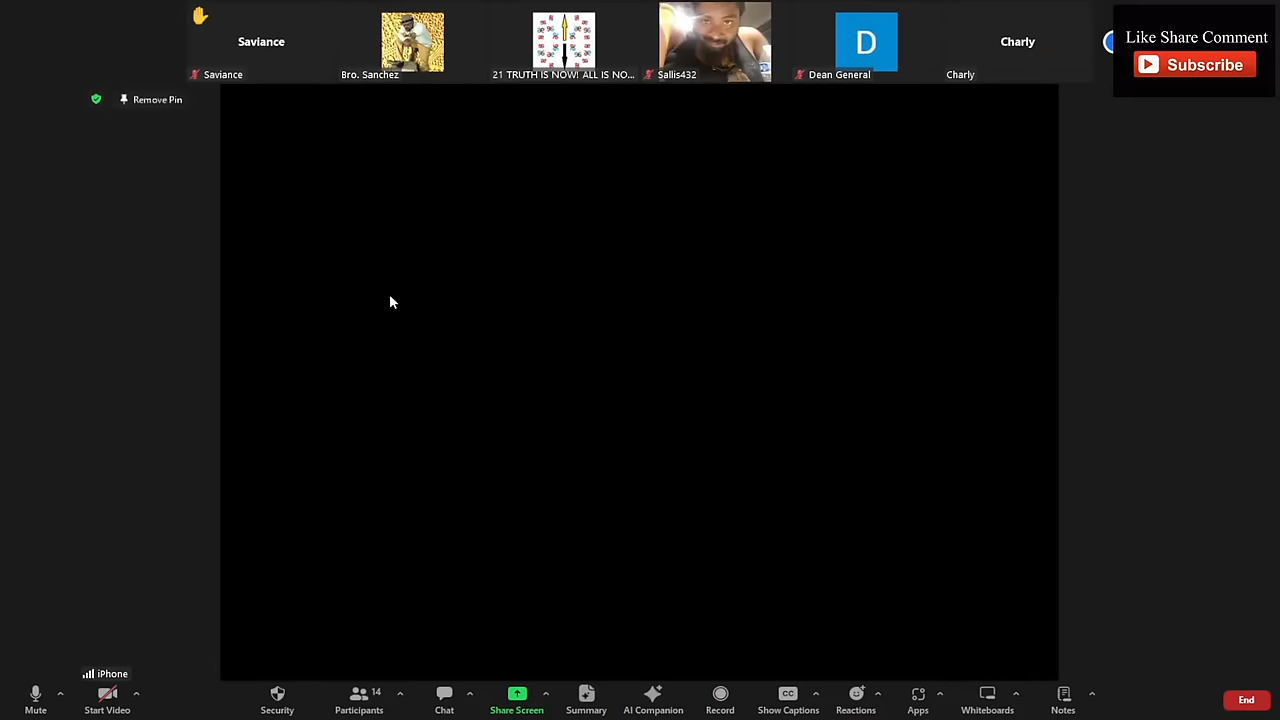 Saviance
Charly
Like Share Comment
Subscribe
D
Saviance
Bro. Sanchez
21 TRUTH IS NOW! ALL IS NO...
Sallis432
Dean General
Charly
Remove Pin
iPhone
14
CC
Mute
Start Video
Security
Participants
Chat
Share Screen
Summary
AI Companion
Record
Show Captions
Reactions
Apps
Whiteboards
Notes
End